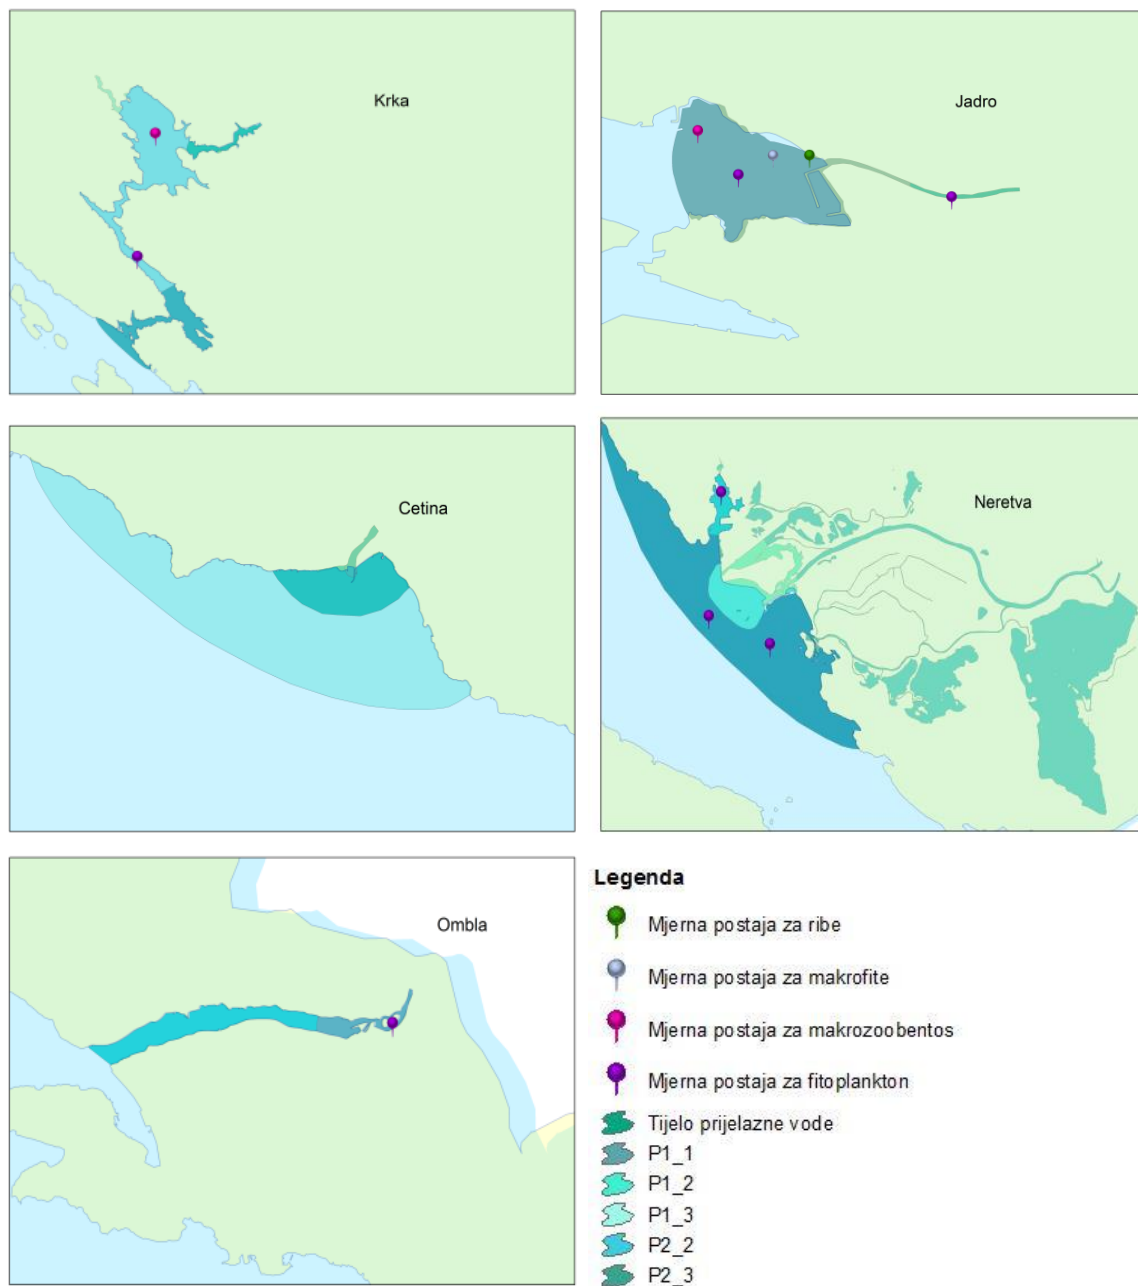 Krka
Jadro
Cetina
Neretva
Ombla
Legenda
Mjerna postaja za ribe
Mjerna postaja za makrofite
Mjerna postaja za makrozoobentos
Mjerna postaja za fitoplankton
Tijelo prijelazne vode
P1_1
P1_2
P1_3
P2_2
P2_3